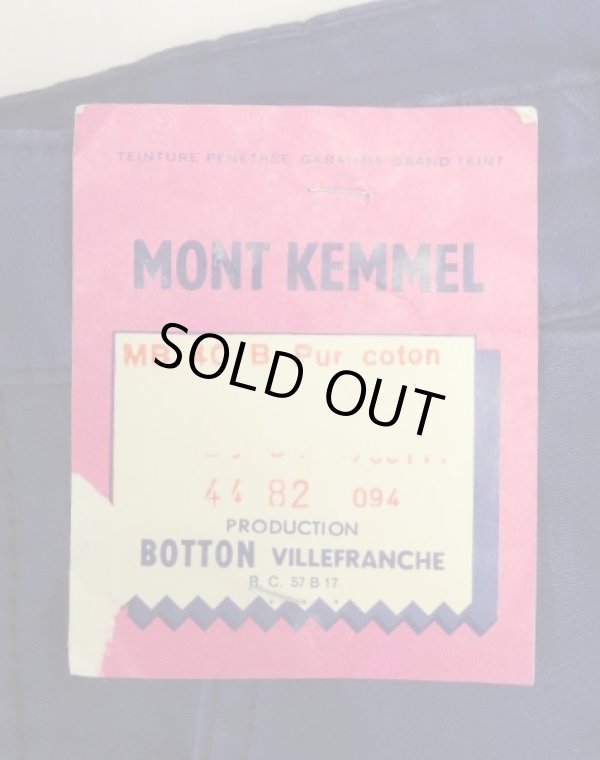 TEINTURE PÉNÉTRÉE GARANTIE GRAND TEINT
MONT KEMMEL
Pur coton
SOLD OUT
44 82 094
PRODUCTION
BOTTON VILLEFRANCHE
R.C. 57 B 17